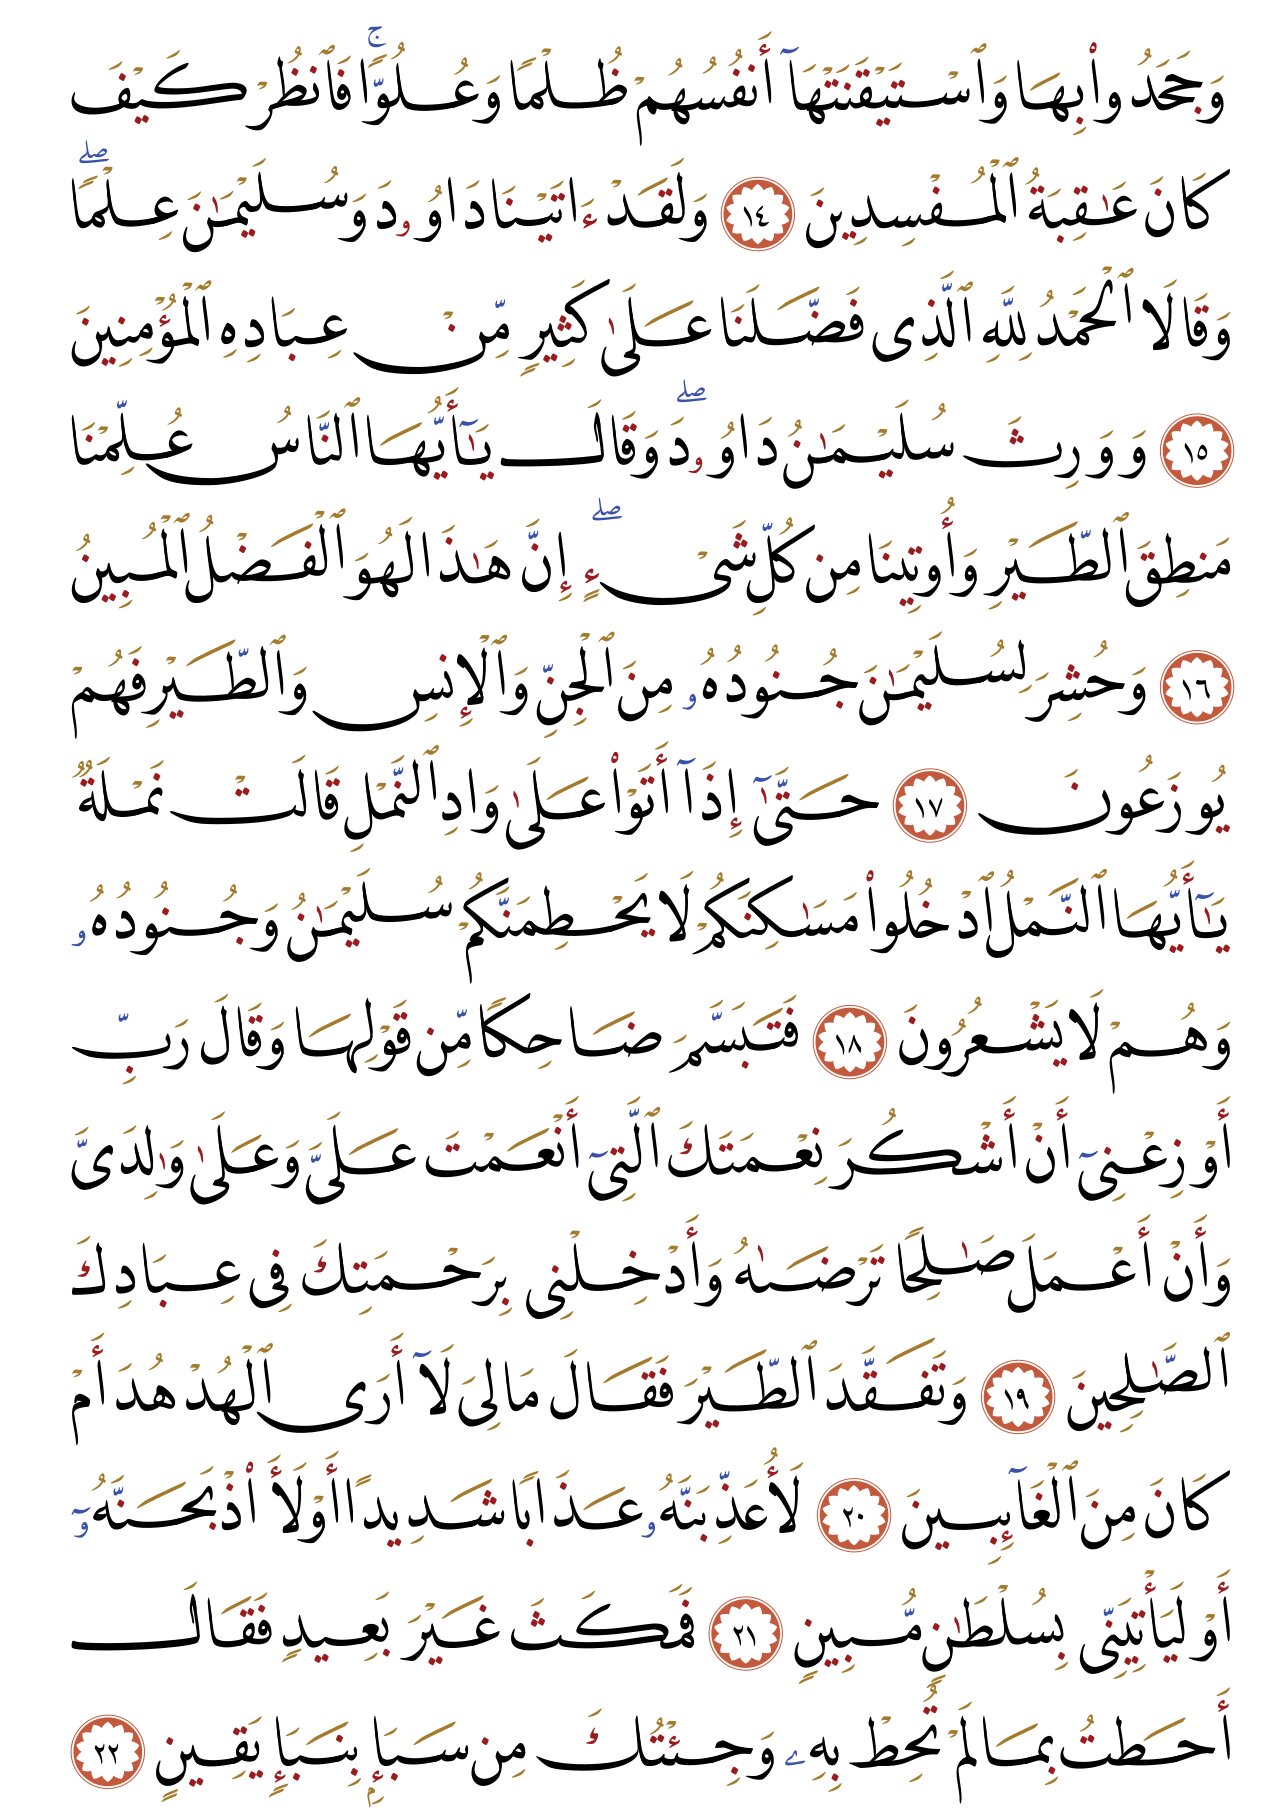 وَجَحَدُوا۟ بِهَا وَٱسْتَيْقَنَتْهَآ أَنفُسُهُمْ ظُلْمًا وَعُلُوًّا ۚ فَٱنظُرْ كَيْفَ
كَانَ عَـٰقِبَةُ ٱلْمُفْسِدِينَ ١٤ وَلَقَدْ ءَاتَيْنَا دَاوُۥدَ وَسُلَيْمَـٰنَ عِلْمًا ۖ
وَقَالَا ٱلْحَمْدُ لِلَّهِ ٱلَّذِى فَضَّلَنَا عَلَىٰ كَثِيرٍ مِّنْ عِبَادِهِ ٱلْمُؤْمِنِينَ
١٥ وَوَرِثَ سُلَيْمَـٰنُ دَاوُۥدَ ۖ وَقَالَ يَـٰٓأَيُّهَا ٱلنَّاسُ عُلِّمْنَا
مَنطِقَ ٱلطَّيْرِ وَأُوتِينَا مِن كُلِّ شَىْءٍ ۖ إِنَّ هَـٰذَا لَهُوَ ٱلْفَضْلُ ٱلْمُبِينُ
١٦ وَحُشِرَ لِسُلَيْمَـٰنَ جُنُودُهُۥ مِنَ ٱلْجِنِّ وَٱلْإِنسِ وَٱلطَّيْرِ فَهُمْ
يُوزَعُونَ ١٧ حَتَّىٰٓ إِذَآ أَتَوْا۟ عَلَىٰ وَادِ ٱلنَّمْلِ قَالَتْ نَمْلَةٌ
يَـٰٓأَيُّهَا ٱلنَّمْلُ ٱدْخُلُوا۟ مَسَـٰكِنَكُمْ لَا يَحْطِمَنَّكُمْ سُلَيْمَـٰنُ وَجُنُودُهُۥ
وَهُمْ لَا يَشْعُرُونَ ١٨ فَتَبَسَّمَ ضَاحِكًا مِّن قَوْلِهَا وَقَالَ رَبِّ
أَوْزِعْنِىٓ أَنْ أَشْكُرَ نِعْمَتَكَ ٱلَّتِىٓ أَنْعَمْتَ عَلَىَّ وَعَلَىٰ وَٰلِدَىَّ
وَأَنْ أَعْمَلَ صَـٰلِحًا تَرْضَىٰهُ وَأَدْخِلْنِى بِرَحْمَتِكَ فِى عِبَادِكَ
ٱلصَّـٰلِحِينَ ١٩ وَتَفَقَّدَ ٱلطَّيْرَ فَقَالَ مَا لِىَ لَآ أَرَى ٱلْهُدْهُدَ أَمْ
كَانَ مِنَ ٱلْغَآئِبِينَ ٢٠ لَأُعَذِّبَنَّهُۥ عَذَابًا شَدِيدًا أَوْ لَأَا۟ذْبَحَنَّهُۥٓ
أَوْ لَيَأْتِيَنِّى بِسُلْطَـٰنٍ مُّبِينٍ ٢١ فَمَكَثَ غَيْرَ بَعِيدٍ فَقَالَ
أَحَطتُ بِمَا لَمْ تُحِطْ بِهِۦ وَجِئْتُكَ مِن سَبَإٍۭ بِنَبَإٍ يَقِينٍ ٢٢